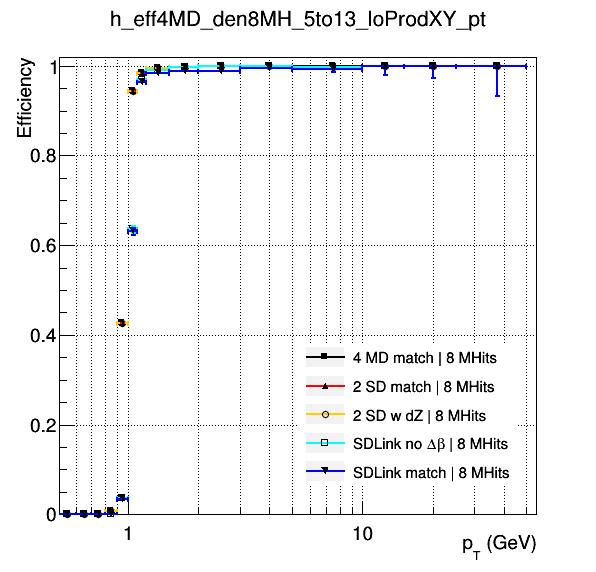 h_eff4MD_den8MH_5to13_loProdXY_pt
Efficiency
1
0.8
0.6
0.4
0.2
0
4 MD match | 8 MHits
2 SD match | 8 MHits
2 SD w dZ | 8 MHits
SDLink no Δβ | 8 MHits
SDLink match | 8 MHits
1
10
p_T (GeV)